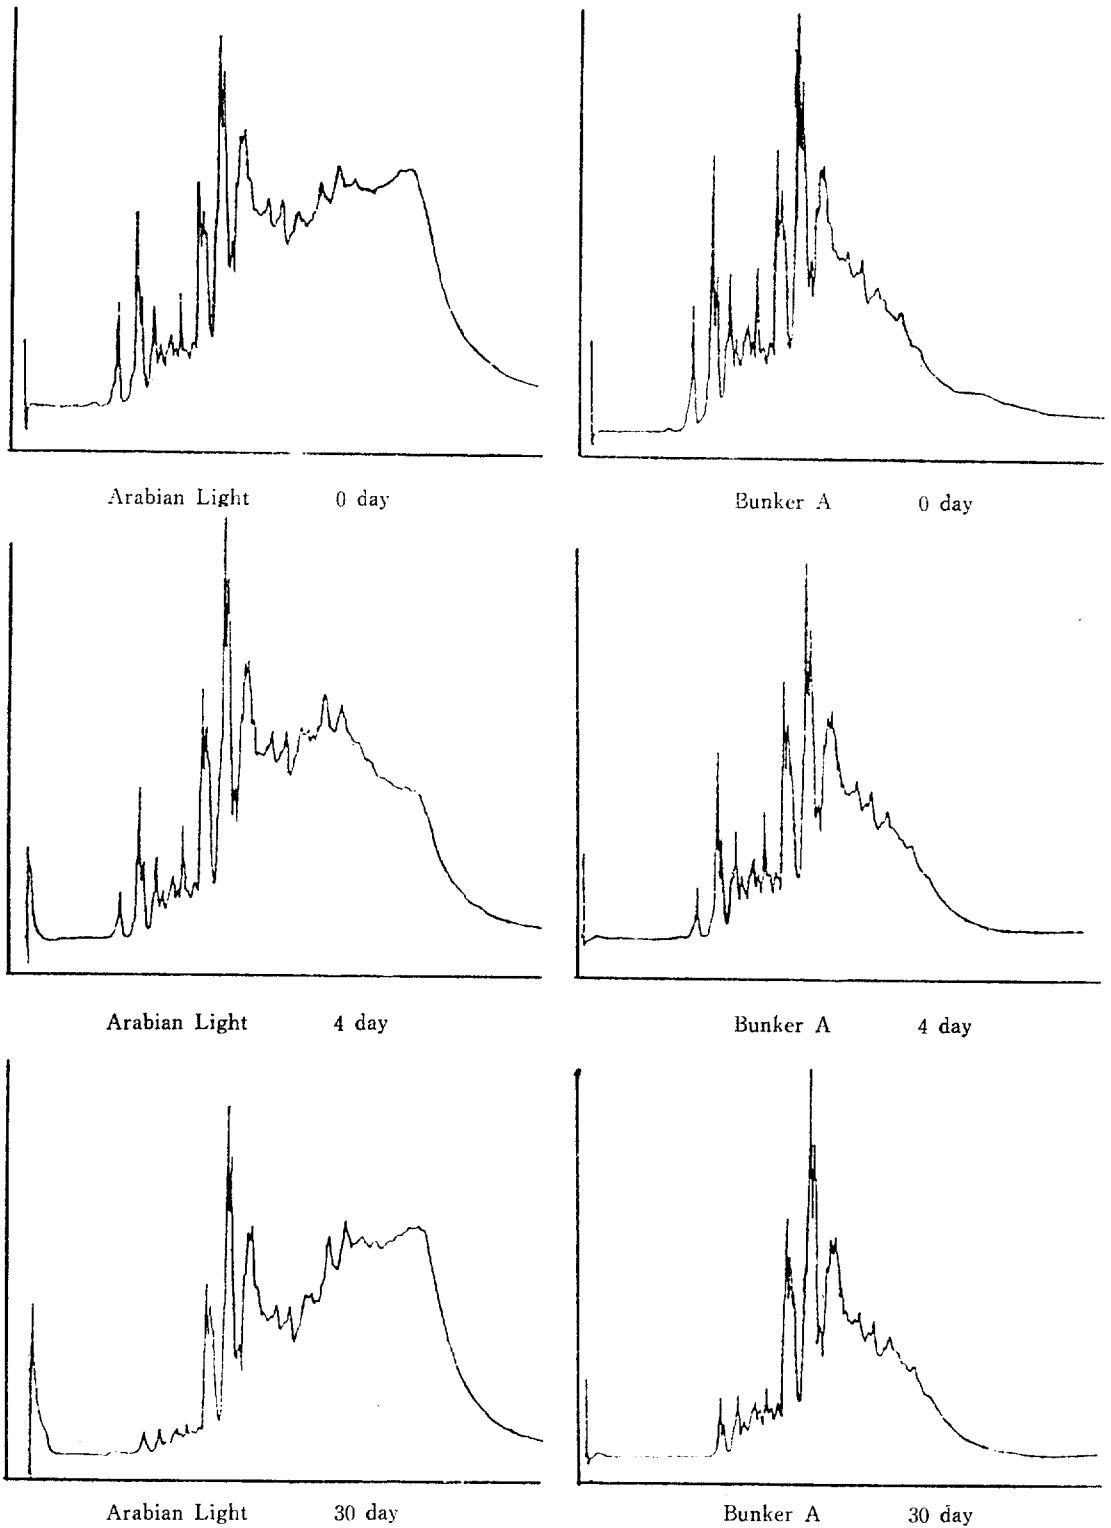 Arabian Light 0 day
Bunker A 0 day
Arabian Light 4 day
Bunker A 4 day
Arabian Light 30 day
Bunker A 30 day